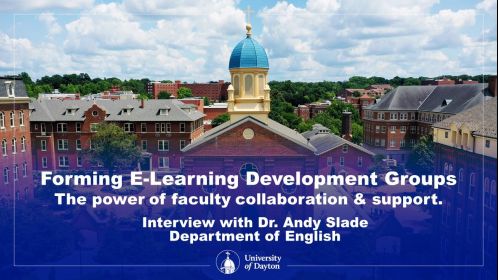 Forming E-Learning Development Groups
The power of faculty collaboration & support.
Interview with Dr. Andy Slade
Department of English
University
of Dayton